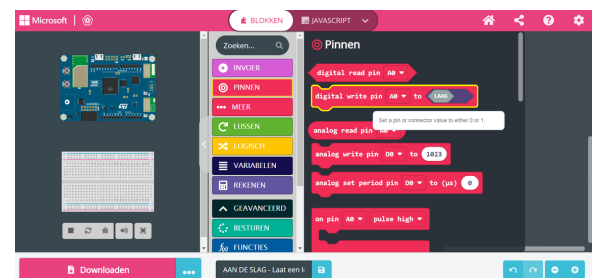 Microsoft
BLOKKEN
JAVASCRIPT
Zoeken...
INVOER
PINNEN
MEER
LUSSEN
LOGISCH
VARIABELEN
REKENEN
GEAVANCEERD
BESTUREN
FUNCTIES
Pinnen
digital read pin A0
digital write pin A0 to LAAG
Set a pin or connector value to either 0 or 1.
analog read pin A0
analog write pin D0 to 1023
analog set period pin D0 to (µs) 0
on pin A0 pulse high
Downloaden
AAN DE SLAG - Laat een k